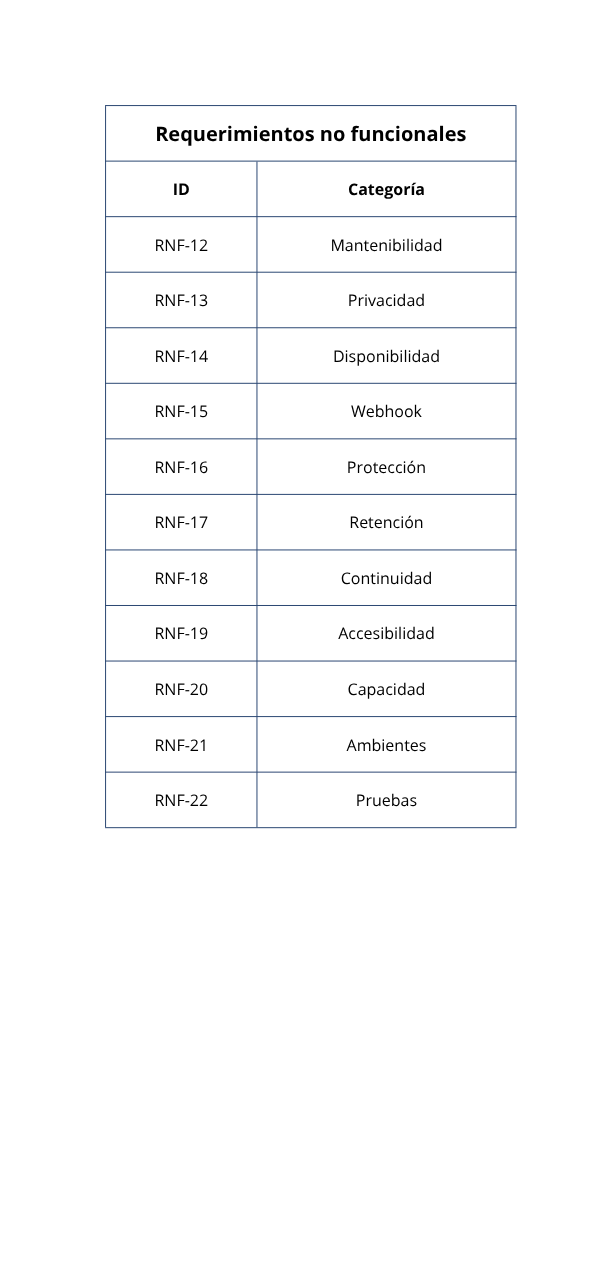 Requerimientos no funcionales
ID Categoría
RNF-12 Mantenibilidad
RNF-13 Privacidad
RNF-14 Disponibilidad
RNF-15 Webhook
RNF-16 Protección
RNF-17 Retención
RNF-18 Continuidad
RNF-19 Accesibilidad
RNF-20 Capacidad
RNF-21 Ambientes
RNF-22 Pruebas